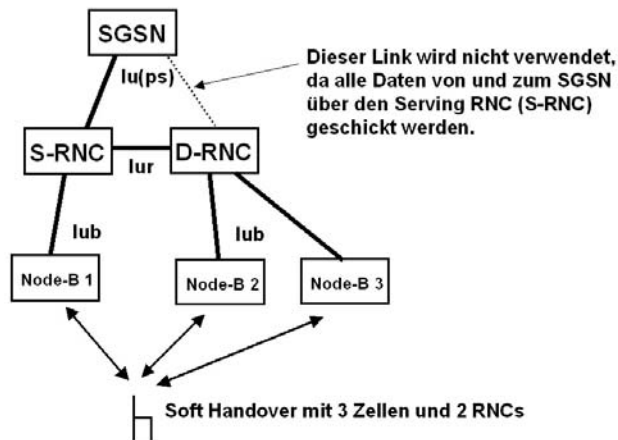 SGSN
Iu(ps)
Dieser Link wird nicht verwendet,
da alle Daten von und zum SGSN
über den Serving RNC (S-RNC)
geschickt werden.
S-RNC
D-RNC
Iur
Iub
Iub
Node-B 1
Node-B 2
Node-B 3
Soft Handover mit 3 Zellen und 2 RNCs